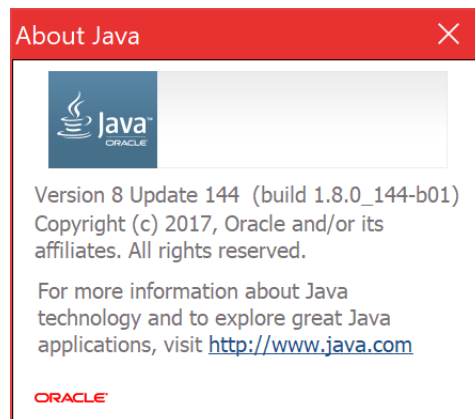 About Java
Java™
ORACLE
Version 8 Update 144 (build 1.8.0_144-b01)
Copyright (c) 2017, Oracle and/or its
affiliates. All rights reserved.
For more information about Java
technology and to explore great Java
applications, visit http://www.java.com
ORACLE®